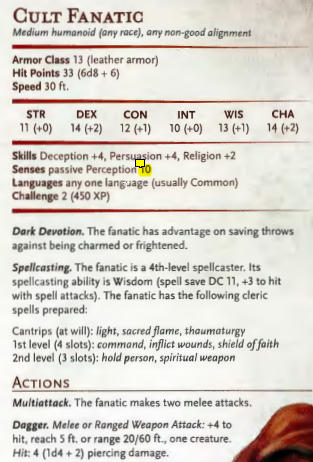 CULT FANATIC
Medium humanoid (any race), any non-good alignment
Armor Class 13 (leather armor)
Hit Points 33 (6d8 + 6)
Speed 30 ft.
STR DEX CON INT WIS CHA
11 (+0) 14 (+2) 12 (+1) 10 (+0) 13 (+1) 14 (+2)
Skills Deception +4, Persuasion +4, Religion +2
Senses passive Perception 10
Languages any one language (usually Common)
Challenge 2 (450 XP)
Dark Devotion. The fanatic has advantage on saving throws
against being charmed or frightened.
Spellcasting. The fanatic is a 4th-level spellcaster. Its
spellcasting ability is Wisdom (spell save DC 11, +3 to hit
with spell attacks). The fanatic has the following cleric
spells prepared:
Cantrips (at will): light, sacred flame, thaumaturgy
1st level (4 slots): command, inflict wounds, shield of faith
2nd level (3 slots): hold person, spiritual weapon
ACTIONS
Multiattack. The fanatic makes two melee attacks.
Dagger. Melee or Ranged Weapon Attack: +4 to
hit, reach 5 ft. or range 20/60 ft., one creature.
Hit: 4 (1d4 + 2) piercing damage.